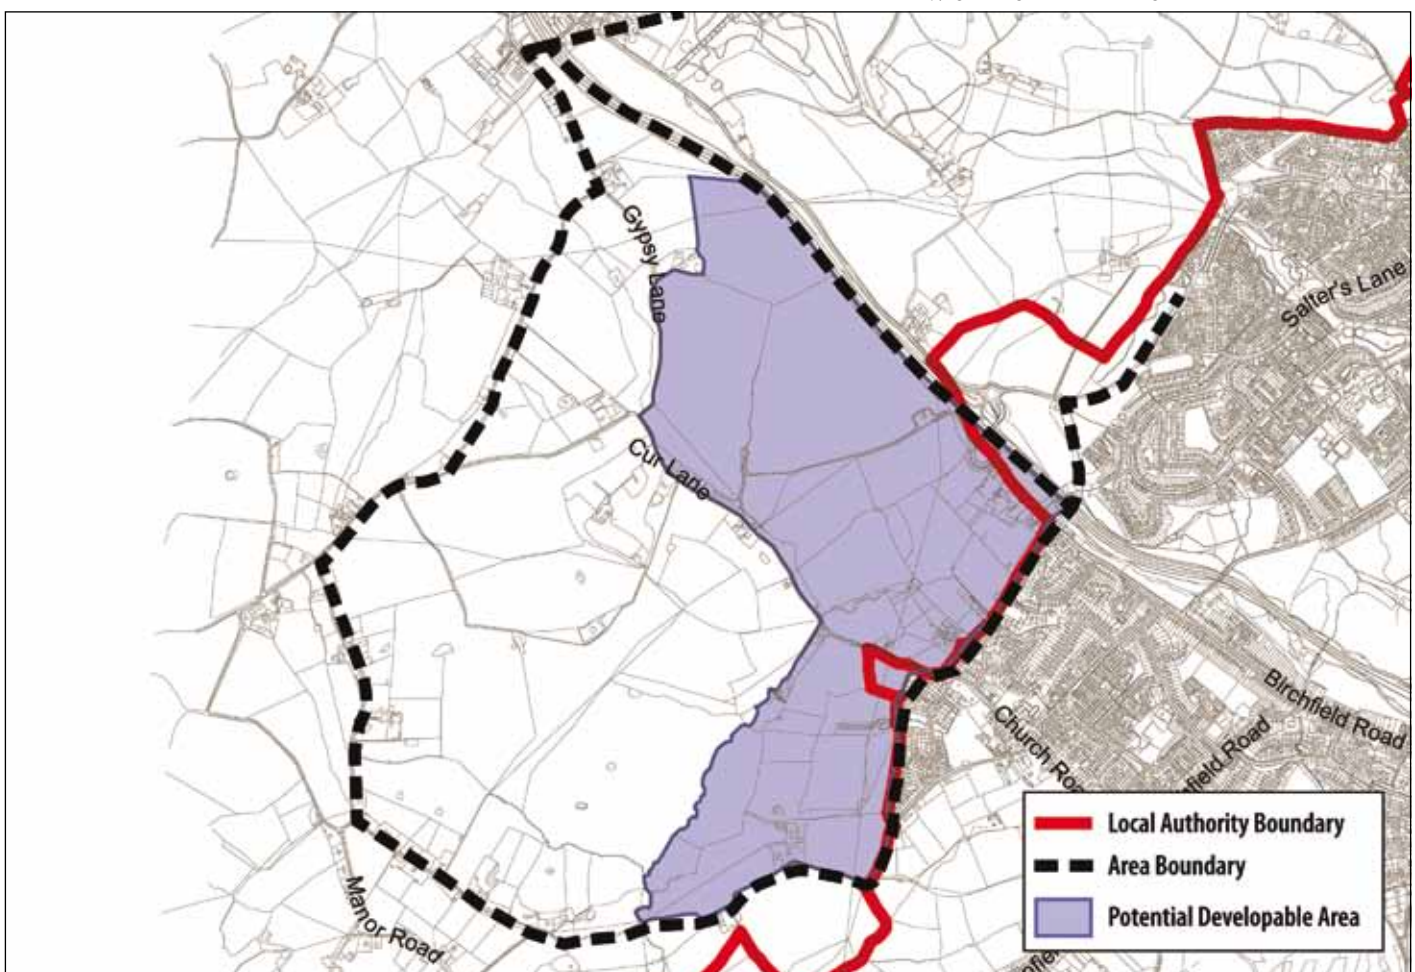 Salter's Lane
Gypsy Lane
Cur Lane
Birchfield Road
Church
field Road
Manor Road
Local Authority Boundary
Area Boundary
Potential Developable Area